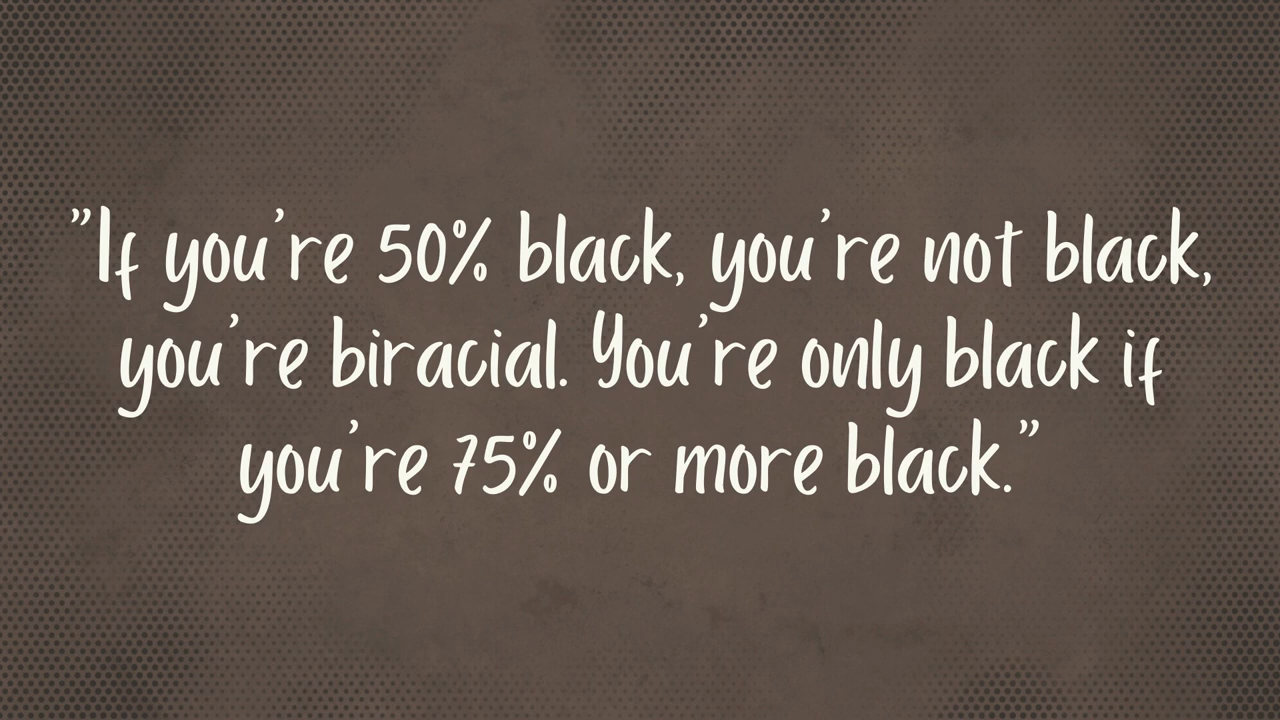 ”If you’re 50% black, you’re not black,
you’re biracial. You’re only black if
you’re 75% or more black.”